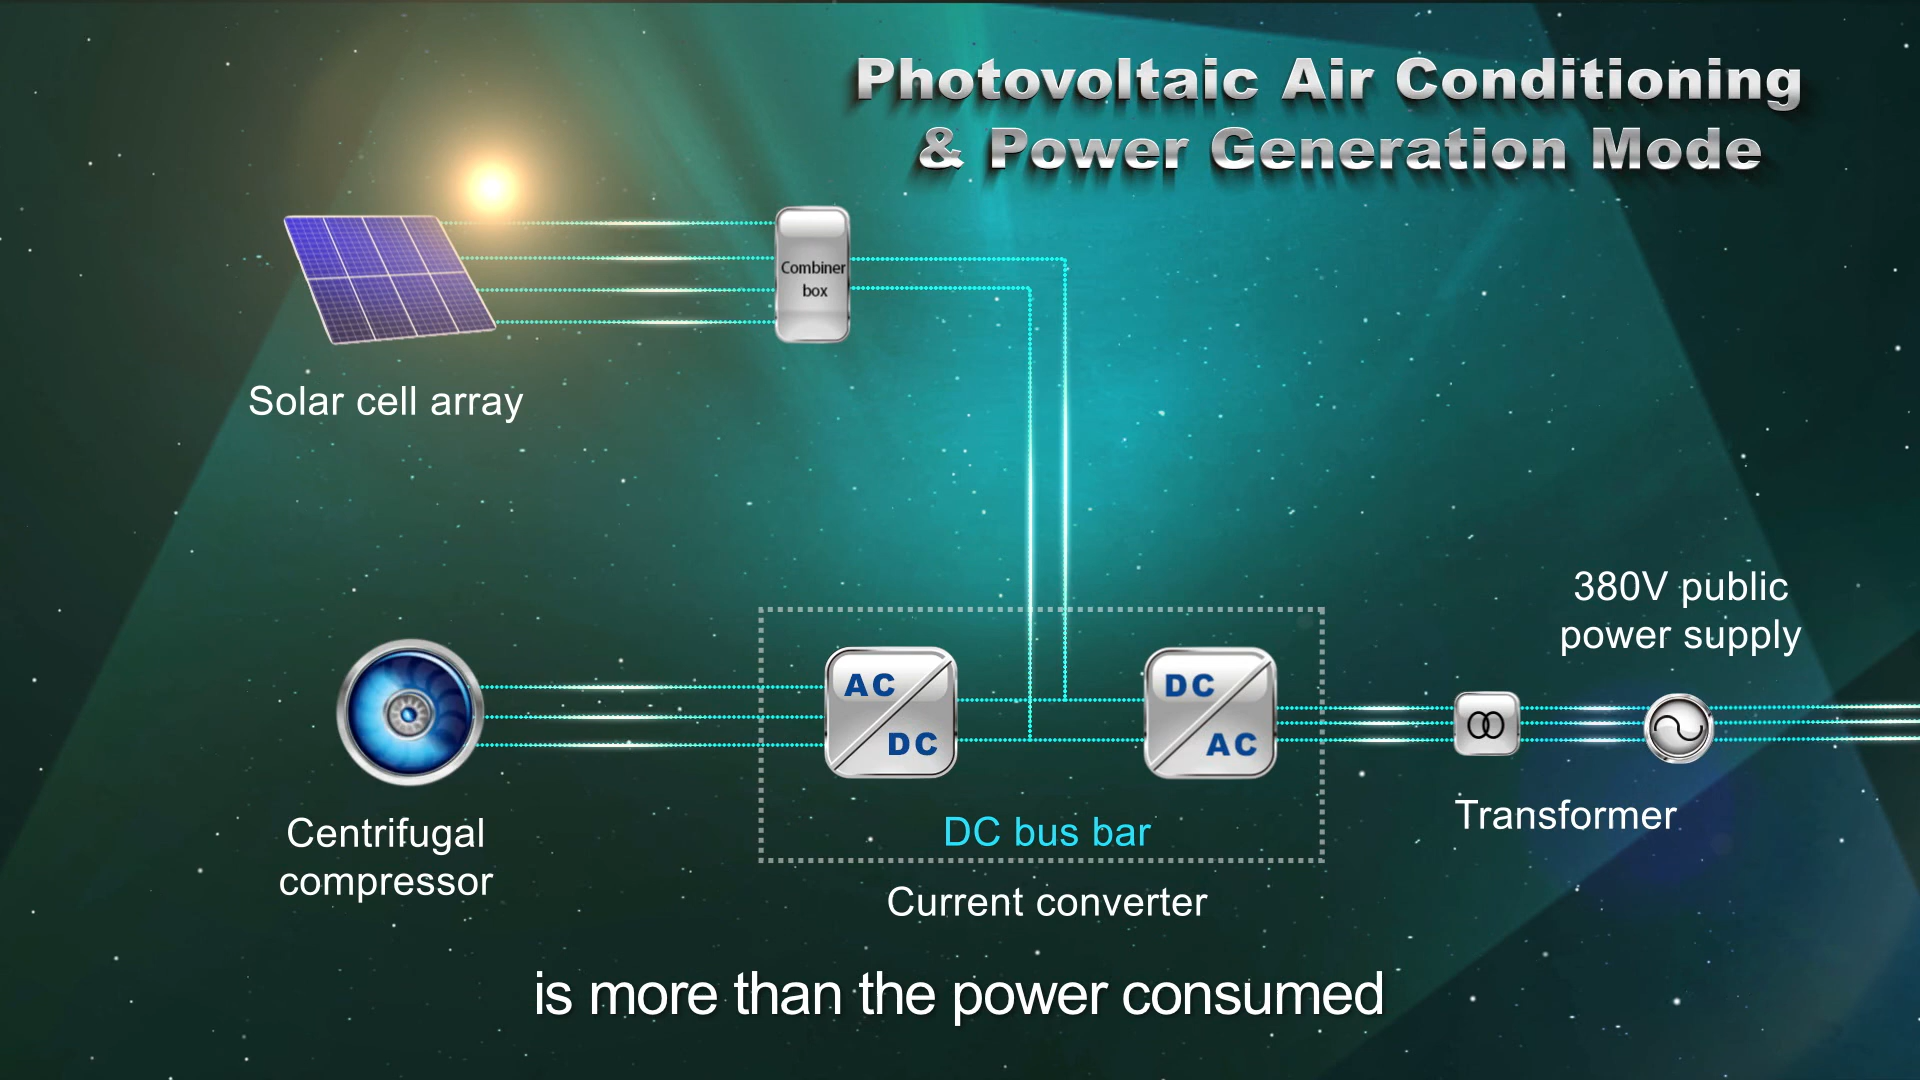 Photovoltaic Air Conditioning
& Power Generation Mode
Combiner
box
Solar cell array
380V public
power supply
AC
DC
DC
AC
Centrifugal
compressor
DC bus bar
Transformer
Current converter
is more than the power consumed